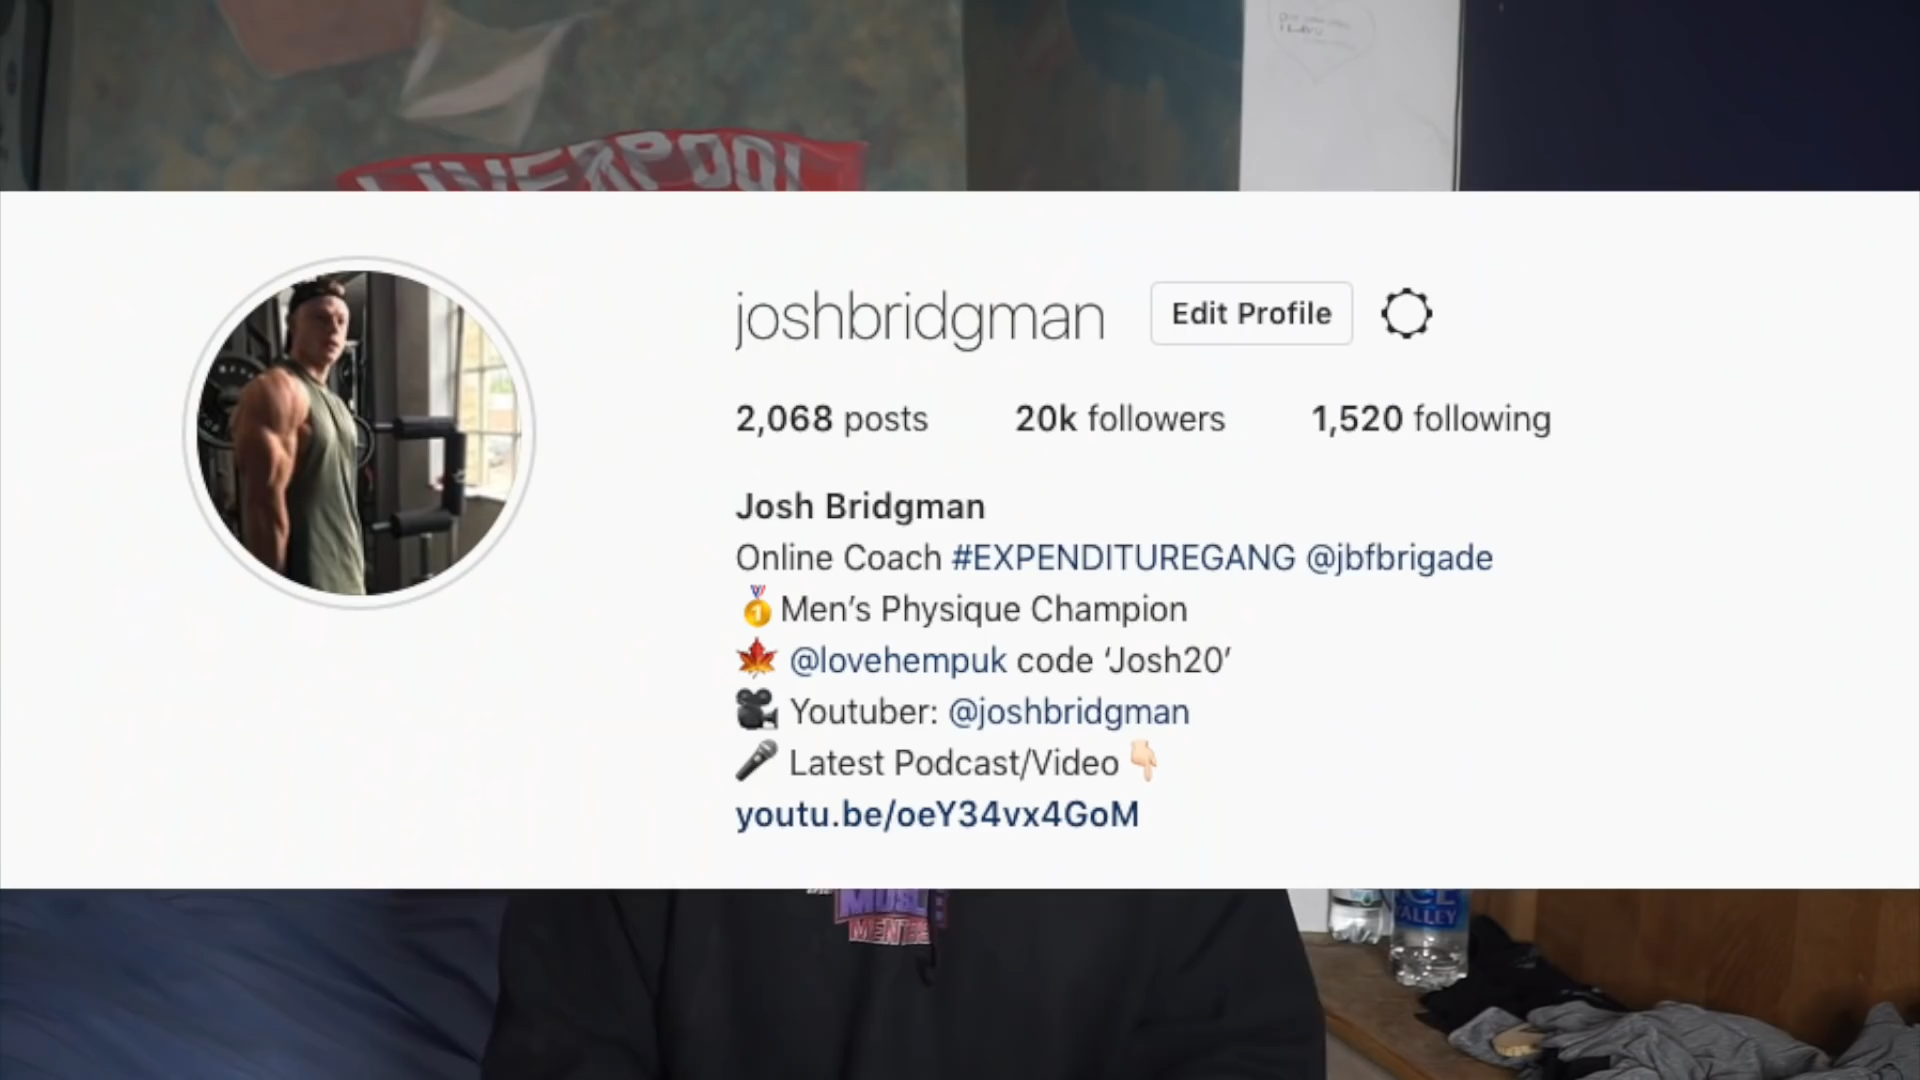 LIVERPOOL
joshbridgman Edit Profile
2,068 posts 20k followers 1,520 following
Josh Bridgman
Online Coach #EXPENDITUREGANG @jbfbrigade
🥇Men’s Physique Champion
🍁 @lovehempuk code ‘Josh20’
🎥 Youtuber: @joshbridgman
🎤 Latest Podcast/Video 👇🏻
youtu.be/oeY34vx4GoM
VALLEY